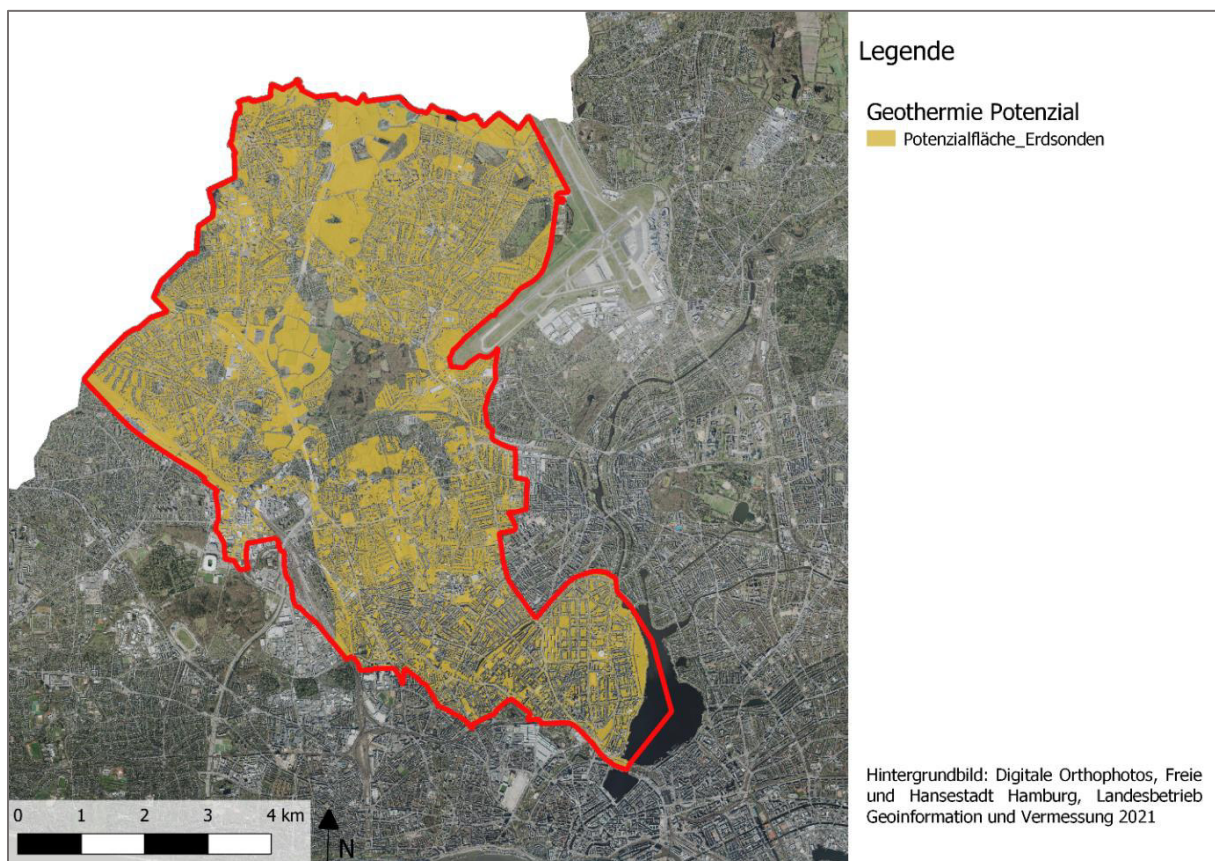 Legende
Geothermie Potenzial
Potenzialfläche_Erdsonden
Hintergrundbild: Digitale Orthophotos, Freie
und Hansestadt Hamburg, Landesbetrieb
Geoinformation und Vermessung 2021
0 1 2 3 4 km
N